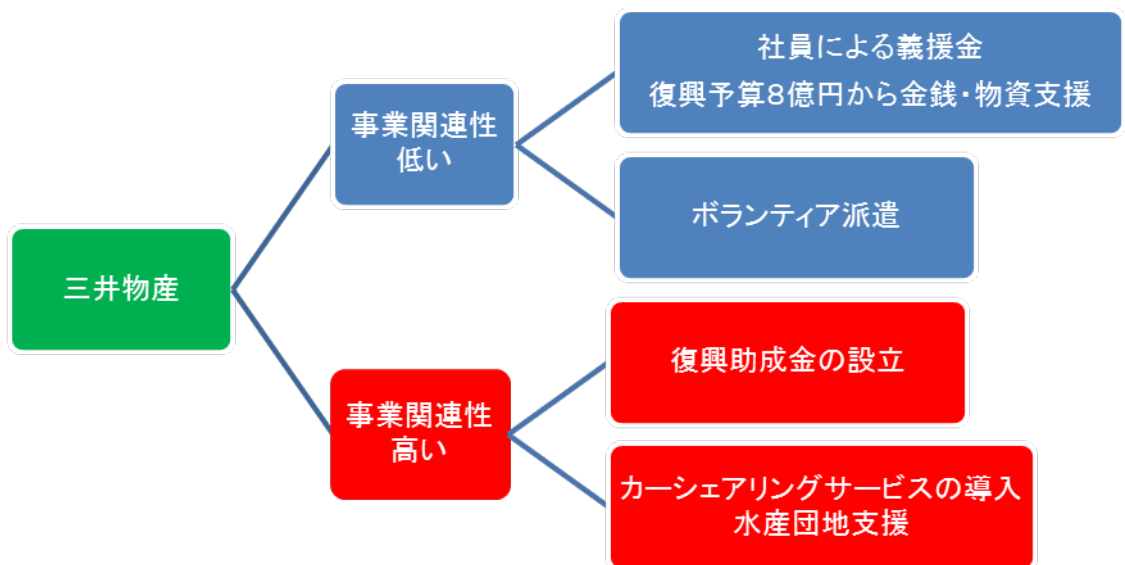 社員による義援金
復興予算8億円から金銭・物資支援
事業関連性
低い
ボランティア派遣
三井物産
復興助成金の設立
事業関連性
高い
カーシェアリングサービスの導入
水産団地支援